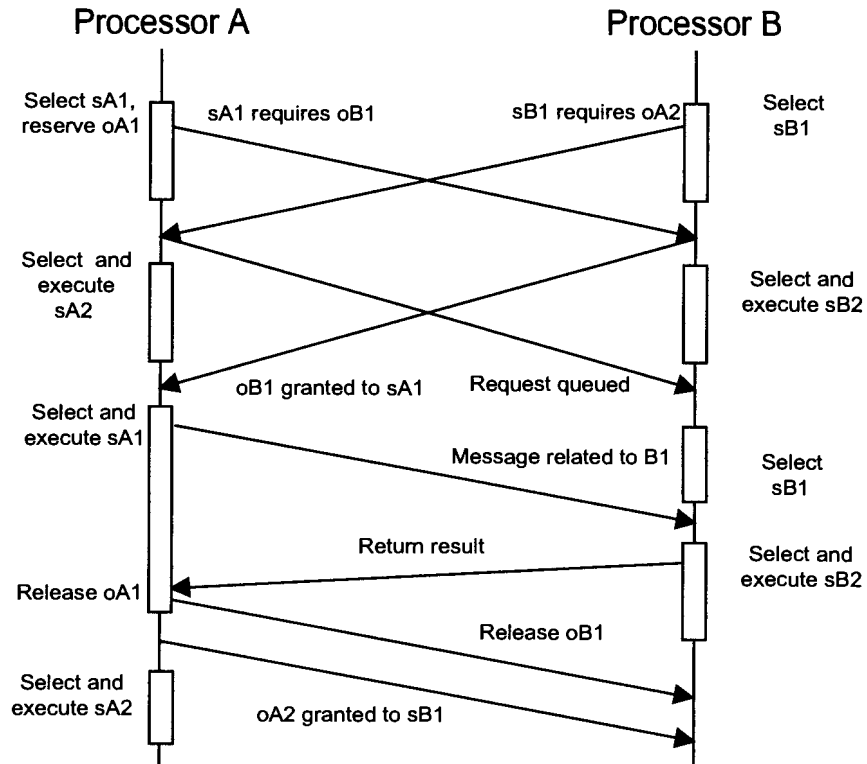 Processor A
Processor B
Select sA1,
reserve oA1
sA1 requires oB1
sB1 requires oA2
Select
sB1
Select and
execute
sA2
Select and
execute sB2
oB1 granted to sA1
Request queued
Select and
execute sA1
Message related to B1
Select
sB1
Return result
Select and
execute sB2
Release oA1
Release oB1
Select and
execute sA2
oA2 granted to sB1